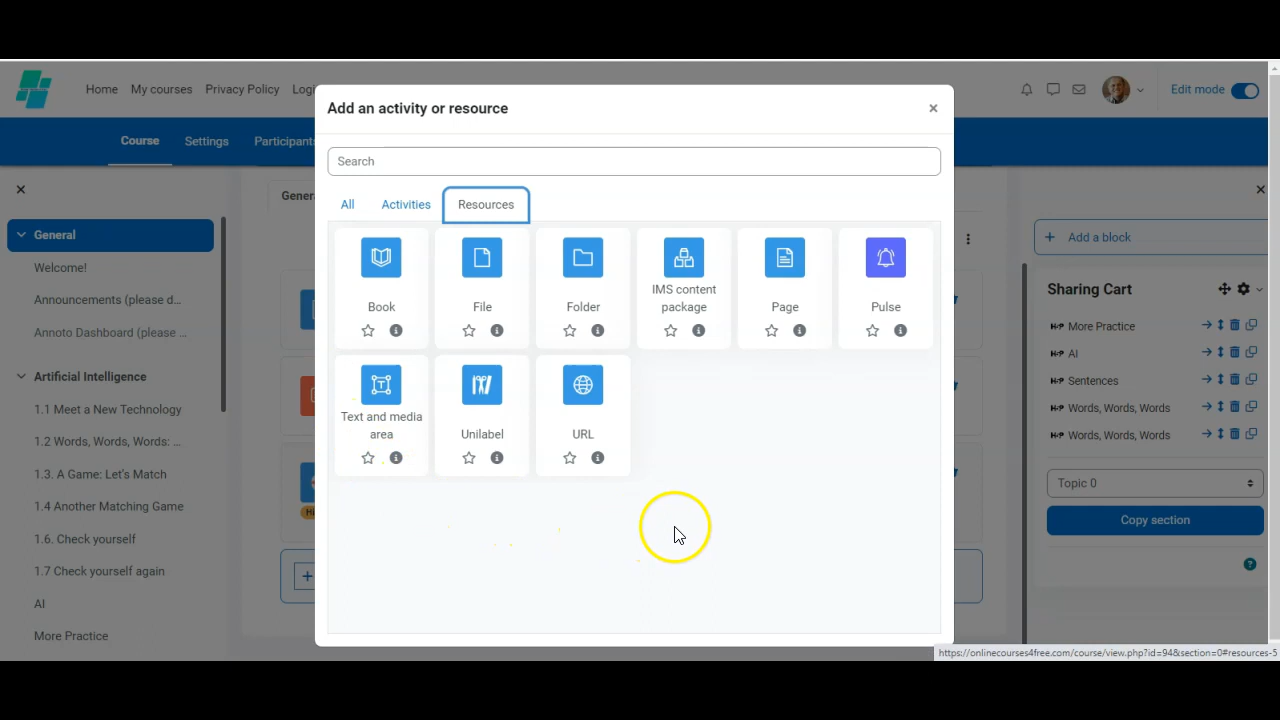 Home My courses Privacy Policy Logi
Edit mode
Course Settings Participants
General
Welcome!
Announcements (please d...
Annoto Dashboard (please ...
Artificial Intelligence
1.1 Meet a New Technology
1.2 Words, Words, Words: ...
1.3. A Game: Let's Match
1.4 Another Matching Game
1.6. Check yourself
1.7 Check yourself again
AI
More Practice
Genera
Hi
Add an activity or resource
×
Search
All Activities Resources
Book
File
Folder
IMS content
package
Page
Pulse
Text and media
area
Unilabel
URL
+ Add a block
Sharing Cart
H-P More Practice
H-P AI
H-P Sentences
H-P Words, Words, Words
H-P Words, Words, Words
Topic 0
Copy section
https://onlinecourses4free.com/course/view.php?id=94&section=0#resources-5